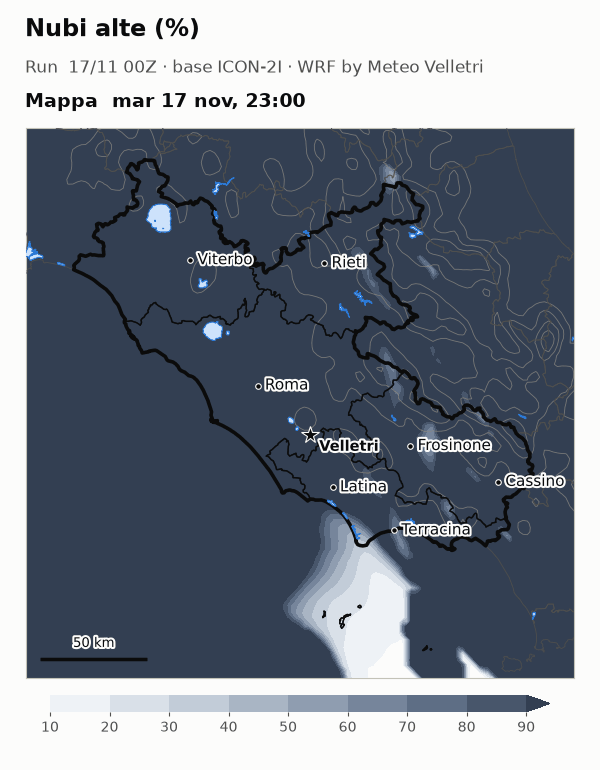 Nubi alte (%)
Run 17/11 00Z · base ICON-2I · WRF by Meteo Velletri
Mappa mar 17 nov, 23:00
Viterbo
Rieti
Roma
Velletri
Frosinone
Cassino
Latina
Terracina
50 km
10 20 30 40 50 60 70 80 90